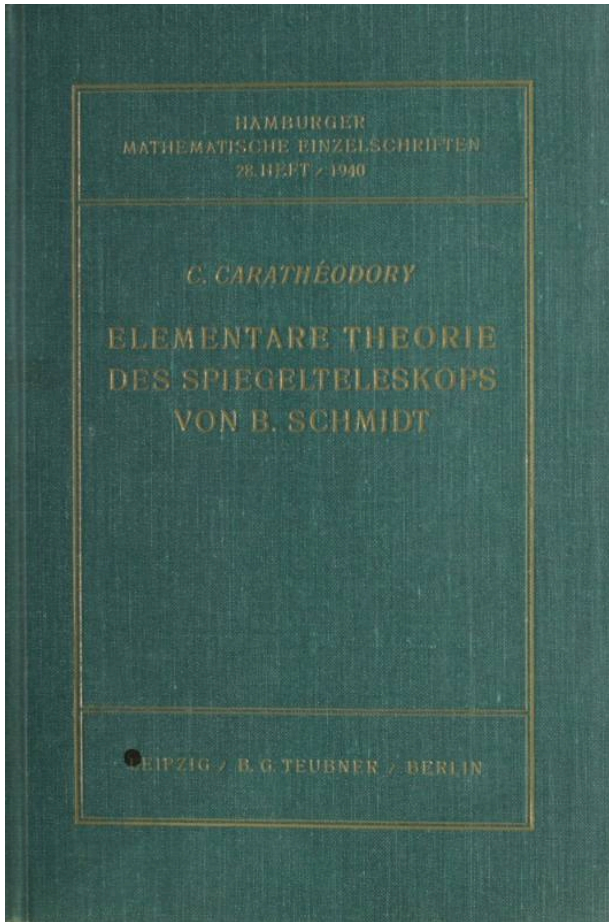 HAMBURGER
MATHEMATISCHE EINZELSCHRIFTEN
28. HEFT / 1940
C. CARATHÉODORY
ELEMENTARE THEORIE
DES SPIEGELTELESKOPS
VON B. SCHMIDT
LEIPZIG / B. G. TEUBNER / BERLIN